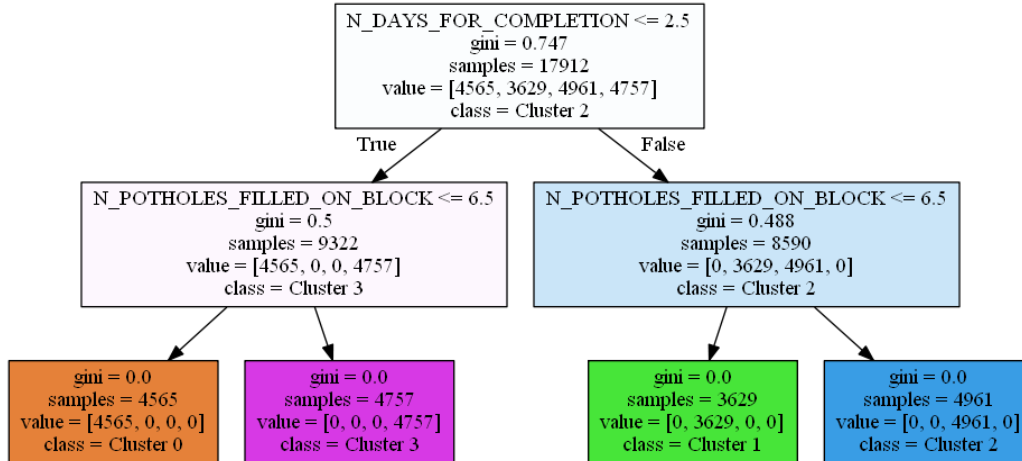 N_DAYS_FOR_COMPLETION <= 2.5
gini = 0.747
samples = 17912
value = [4565, 3629, 4961, 4757]
class = Cluster 2
True
False
N_POTHOLES_FILLED_ON_BLOCK <= 6.5
gini = 0.5
samples = 9322
value = [4565, 0, 0, 4757]
class = Cluster 3
N_POTHOLES_FILLED_ON_BLOCK <= 6.5
gini = 0.488
samples = 8590
value = [0, 3629, 4961, 0]
class = Cluster 2
gini = 0.0
samples = 4565
value = [4565, 0, 0, 0]
class = Cluster 0
gini = 0.0
samples = 4757
value = [0, 0, 0, 4757]
class = Cluster 3
gini = 0.0
samples = 3629
value = [0, 3629, 0, 0]
class = Cluster 1
gini = 0.0
samples = 4961
value = [0, 0, 4961, 0]
class = Cluster 2